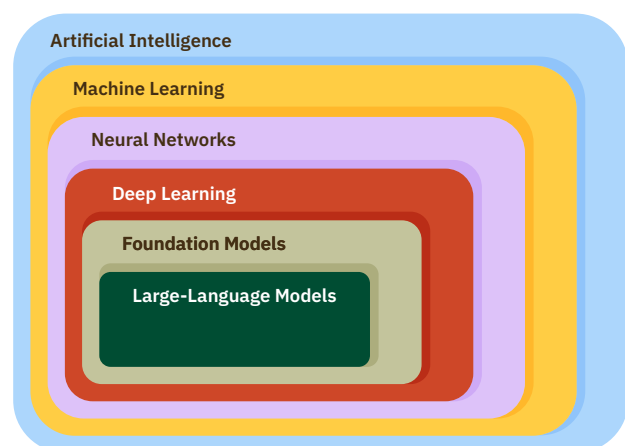 Artificial Intelligence
Machine Learning
Neural Networks
Deep Learning
Foundation Models
Large-Language Models